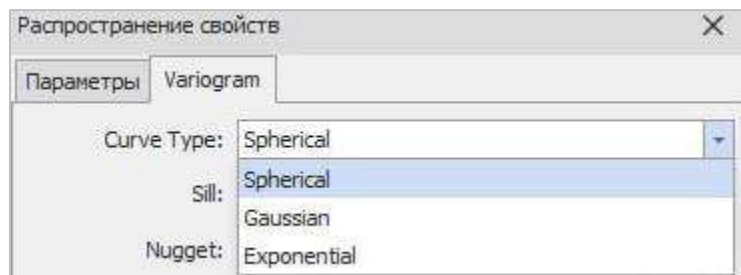 Распространение свойств
Параметры Variogram
Curve Type: Spherical
Spherical
Sill:
Gaussian
Nugget: Exponential